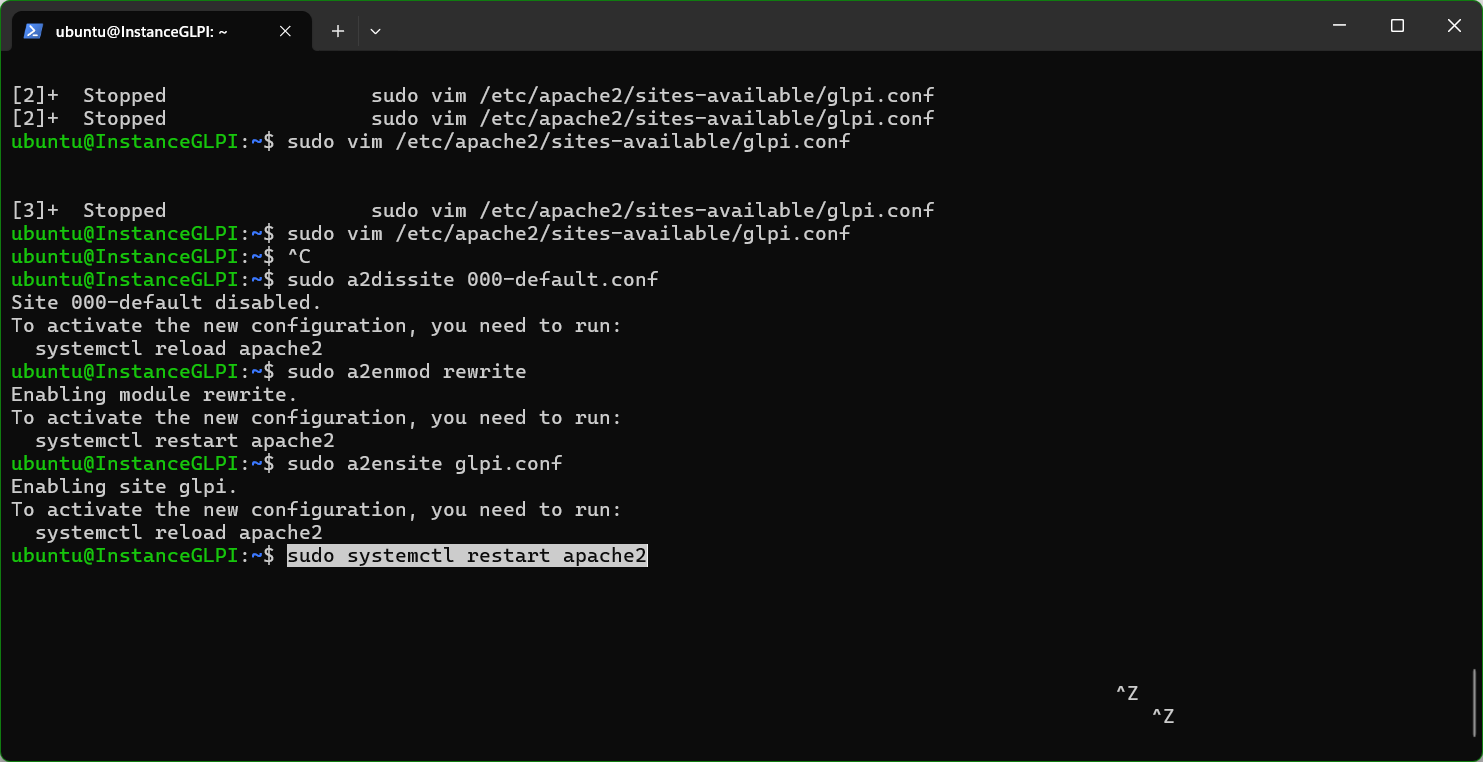 ubuntu@InstanceGLPI: ~
[2]+  Stopped                 sudo vim /etc/apache2/sites-available/glpi.conf
[2]+  Stopped                 sudo vim /etc/apache2/sites-available/glpi.conf
ubuntu@InstanceGLPI:~$ sudo vim /etc/apache2/sites-available/glpi.conf
[3]+  Stopped                 sudo vim /etc/apache2/sites-available/glpi.conf
ubuntu@InstanceGLPI:~$ sudo vim /etc/apache2/sites-available/glpi.conf
ubuntu@InstanceGLPI:~$ ^C
ubuntu@InstanceGLPI:~$ sudo a2dissite 000-default.conf
Site 000-default disabled.
To activate the new configuration, you need to run:
  systemctl reload apache2
ubuntu@InstanceGLPI:~$ sudo a2enmod rewrite
Enabling module rewrite.
To activate the new configuration, you need to run:
  systemctl restart apache2
ubuntu@InstanceGLPI:~$ sudo a2ensite glpi.conf
Enabling site glpi.
To activate the new configuration, you need to run:
  systemctl reload apache2
ubuntu@InstanceGLPI:~$ sudo systemctl restart apache2
^Z
^Z